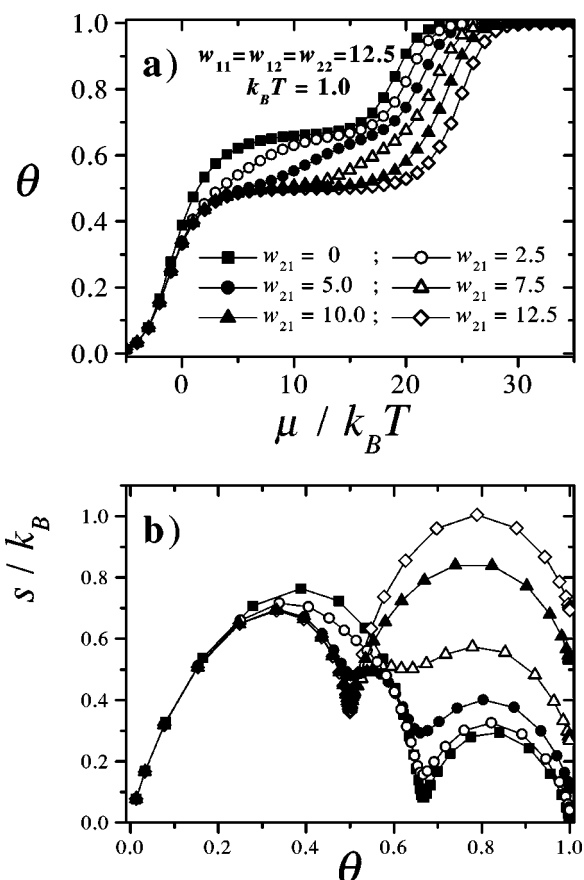 a) w11=w12=w22=12.5
kBT = 1.0
1.0
0.8
0.6
0.4
0.2
0.0
θ
w21 = 0 ; w21 = 2.5
w21 = 5.0 ; w21 = 7.5
w21 = 10.0 ; w21 = 12.5
0 10 20 30
μ / kBT
b)
s / kB
1.0
0.8
0.6
0.4
0.2
0.0
0.0 0.2 0.4 0.6 0.8 1.0
θ